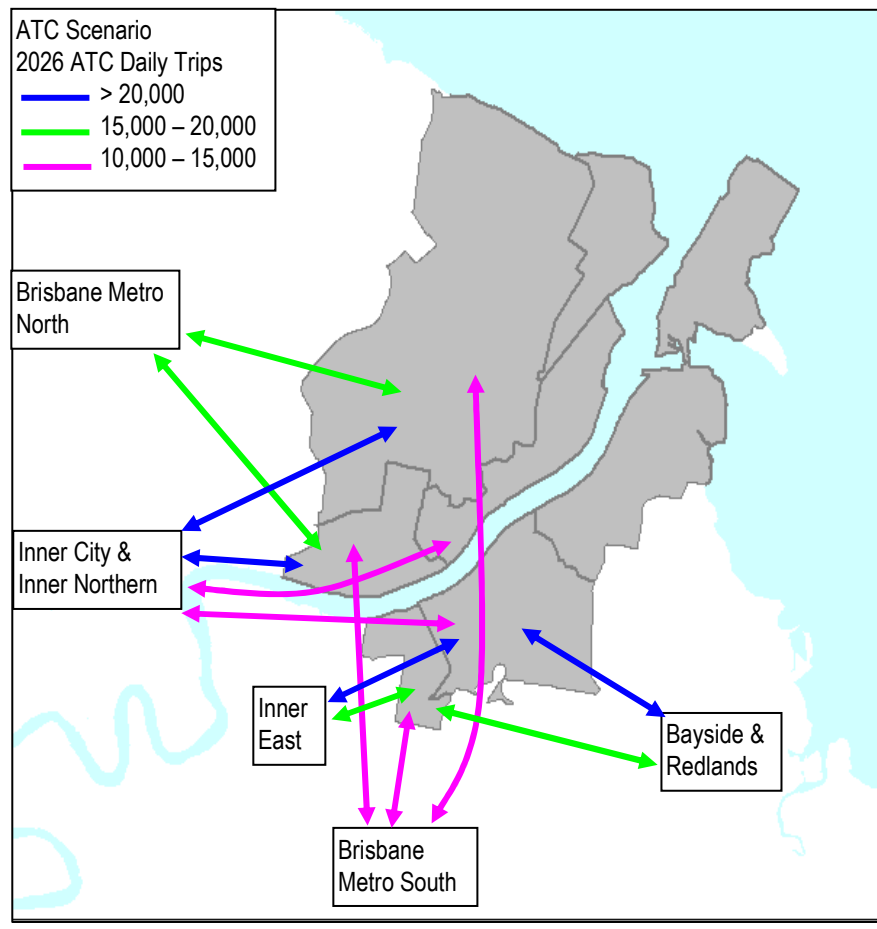 ATC Scenario
2026 ATC Daily Trips
> 20,000
15,000 – 20,000
10,000 – 15,000
Brisbane Metro
North
Inner City &
Inner Northern
Inner
East
Bayside &
Redlands
Brisbane
Metro South